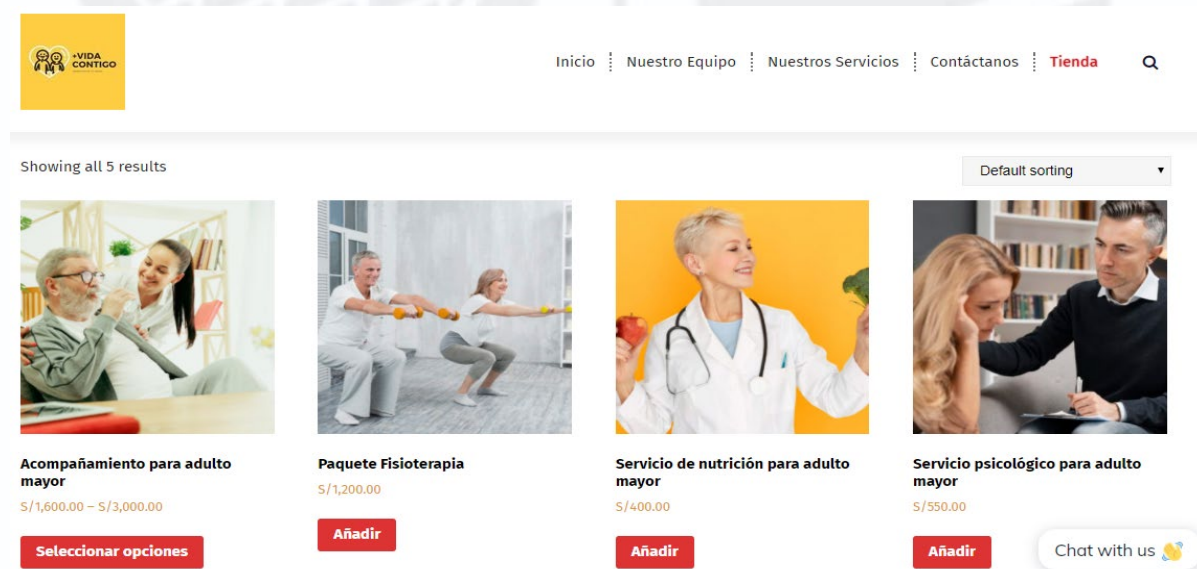 +VIDA
CONTIGO
Inicio
Nuestro Equipo
Nuestros Servicios
Contáctanos
Tienda
Showing all 5 results
Default sorting
Acompañamiento para adulto
mayor
S/1,600.00 – S/3,000.00
Seleccionar opciones
Paquete Fisioterapia
S/1,200.00
Añadir
Servicio de nutrición para adulto
mayor
S/400.00
Añadir
Servicio psicológico para adulto
mayor
S/550.00
Añadir
Chat with us 👋